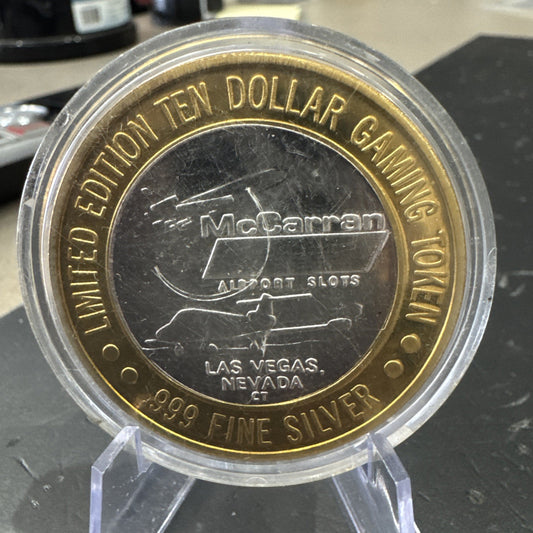 LIMITED EDITION TEN DOLLAR GAMING TOKEN
McCarran
AIRPORT SLOTS
LAS VEGAS,
NEVADA
CT
.999 FINE SILVER